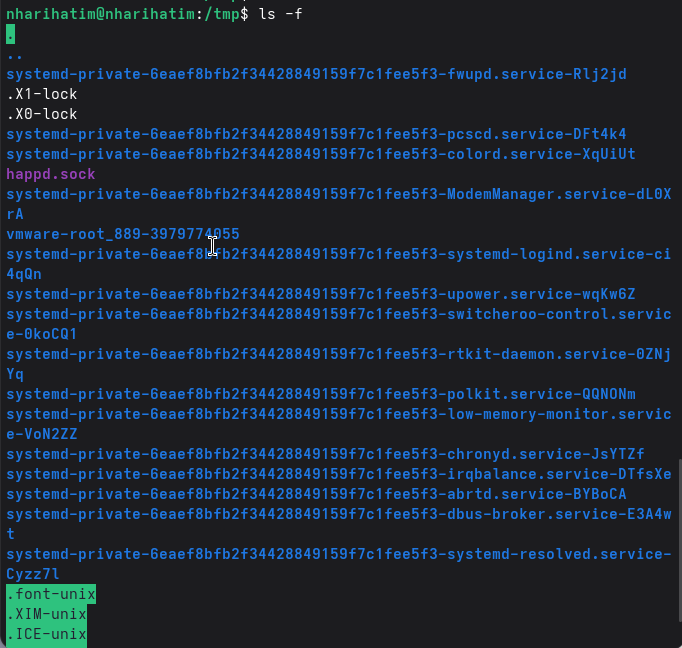 nharihatim@nharihatim:/tmp$ ls -f
.
..
systemd-private-6eaef8bfb2f34428849159f7c1fee5f3-fwupd.service-Rlj2jd
.X1-lock
.X0-lock
systemd-private-6eaef8bfb2f34428849159f7c1fee5f3-pcscd.service-DFt4k4
systemd-private-6eaef8bfb2f34428849159f7c1fee5f3-colord.service-XqUiUt
happd.sock
systemd-private-6eaef8bfb2f34428849159f7c1fee5f3-ModemManager.service-dL0X
rA
vmware-root_889-3979774055
systemd-private-6eaef8bfb2f34428849159f7c1fee5f3-systemd-logind.service-ci
4qQn
systemd-private-6eaef8bfb2f34428849159f7c1fee5f3-upower.service-wqKw6Z
systemd-private-6eaef8bfb2f34428849159f7c1fee5f3-switcheroo-control.servic
e-0koCQ1
systemd-private-6eaef8bfb2f34428849159f7c1fee5f3-rtkit-daemon.service-0ZNj
Yq
systemd-private-6eaef8bfb2f34428849159f7c1fee5f3-polkit.service-QQNONm
systemd-private-6eaef8bfb2f34428849159f7c1fee5f3-low-memory-monitor.servic
e-VoN2ZZ
systemd-private-6eaef8bfb2f34428849159f7c1fee5f3-chronyd.service-JsYTZf
systemd-private-6eaef8bfb2f34428849159f7c1fee5f3-irqbalance.service-DTfsXe
systemd-private-6eaef8bfb2f34428849159f7c1fee5f3-abrtd.service-BYBoCA
systemd-private-6eaef8bfb2f34428849159f7c1fee5f3-dbus-broker.service-E3A4w
t
systemd-private-6eaef8bfb2f34428849159f7c1fee5f3-systemd-resolved.service-
Cyzz7l
.font-unix
.XIM-unix
.ICE-unix